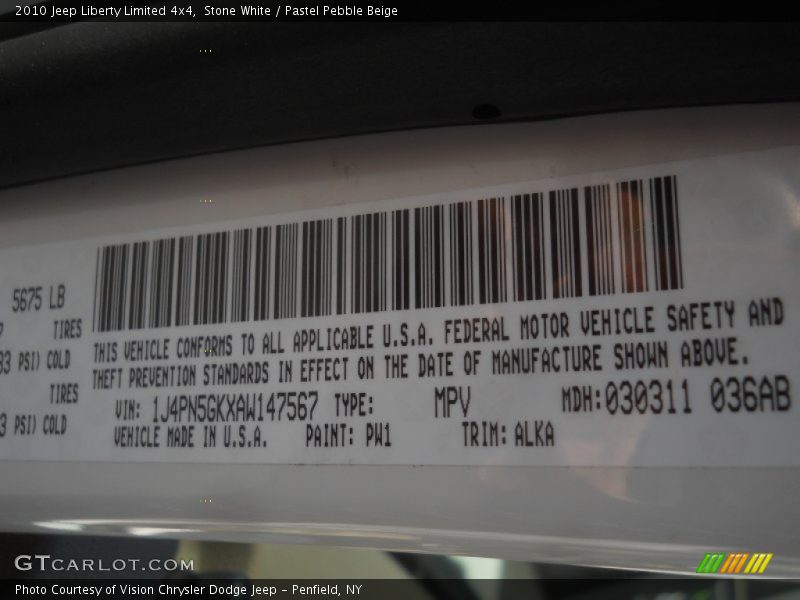 2010 Jeep Liberty Limited 4x4, Stone White / Pastel Pebble Beige
5675 LB
TIRES
PSI) COLD
TIRES
PSI) COLD
THIS VEHICLE CONFORMS TO ALL APPLICABLE U.S.A. FEDERAL MOTOR VEHICLE SAFETY AND
THEFT PREVENTION STANDARDS IN EFFECT ON THE DATE OF MANUFACTURE SHOWN ABOVE.
VIN: 1J4PN5GKXAW147567 TYPE: MPV MDH:030311 036AB
VEHICLE MADE IN U.S.A. PAINT: PW1 TRIM: ALKA
GTCARLOT.COM
Photo Courtesy of Vision Chrysler Dodge Jeep – Penfield, NY